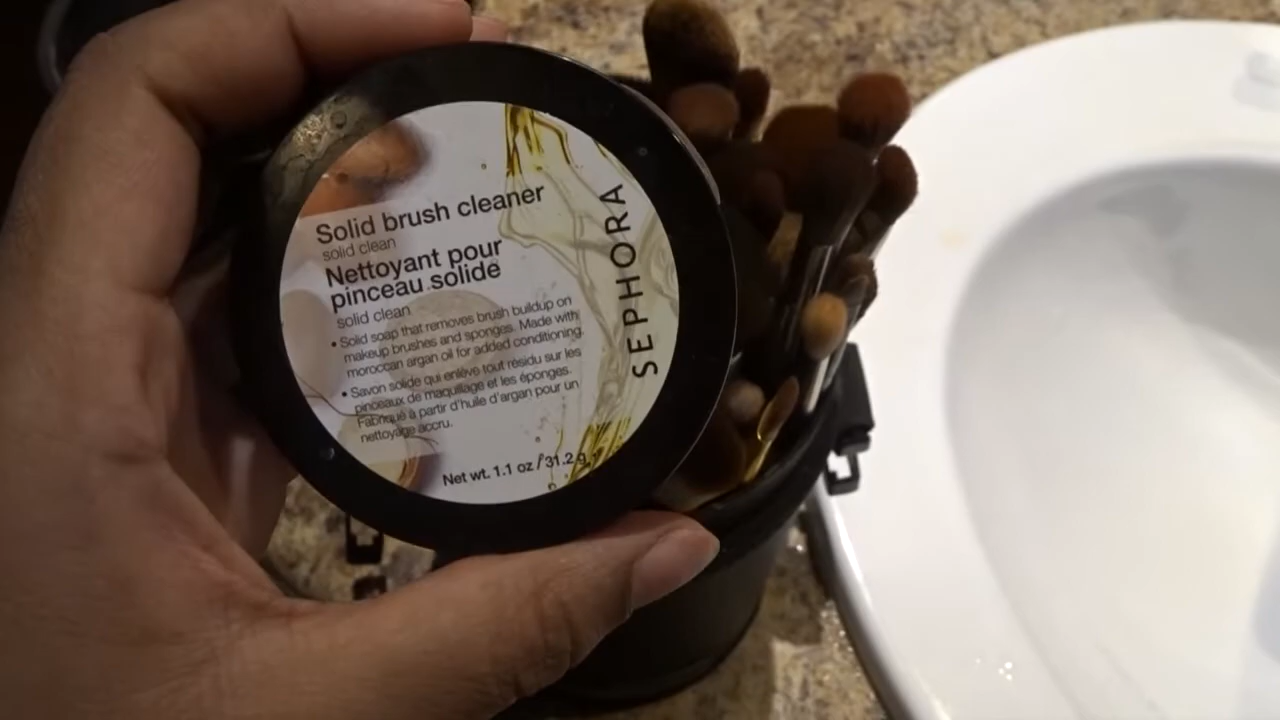 Solid brush cleaner
solid clean
Nettoyant pour
pinceau solide
solid clean
• Solid soap that removes brush buildup on
makeup brushes and sponges. Made with
moroccan argan oil for added conditioning.
• Savon solide qui enlève tout résidu sur les
pinceaux de maquillage et les éponges.
Fabriqué à partir d'huile d'argan pour un
nettoyage accru.
Net wt. 1.1 oz / 31.2 g
SEPHORA